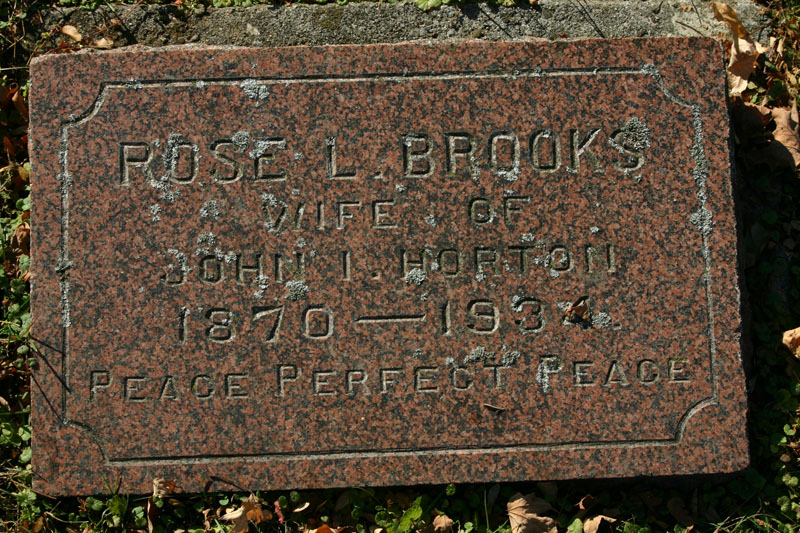 ROSE L. BROOKS
WIFE OF
JOHN I. HORTON
1870 — 1934
PEACE PERFECT PEACE